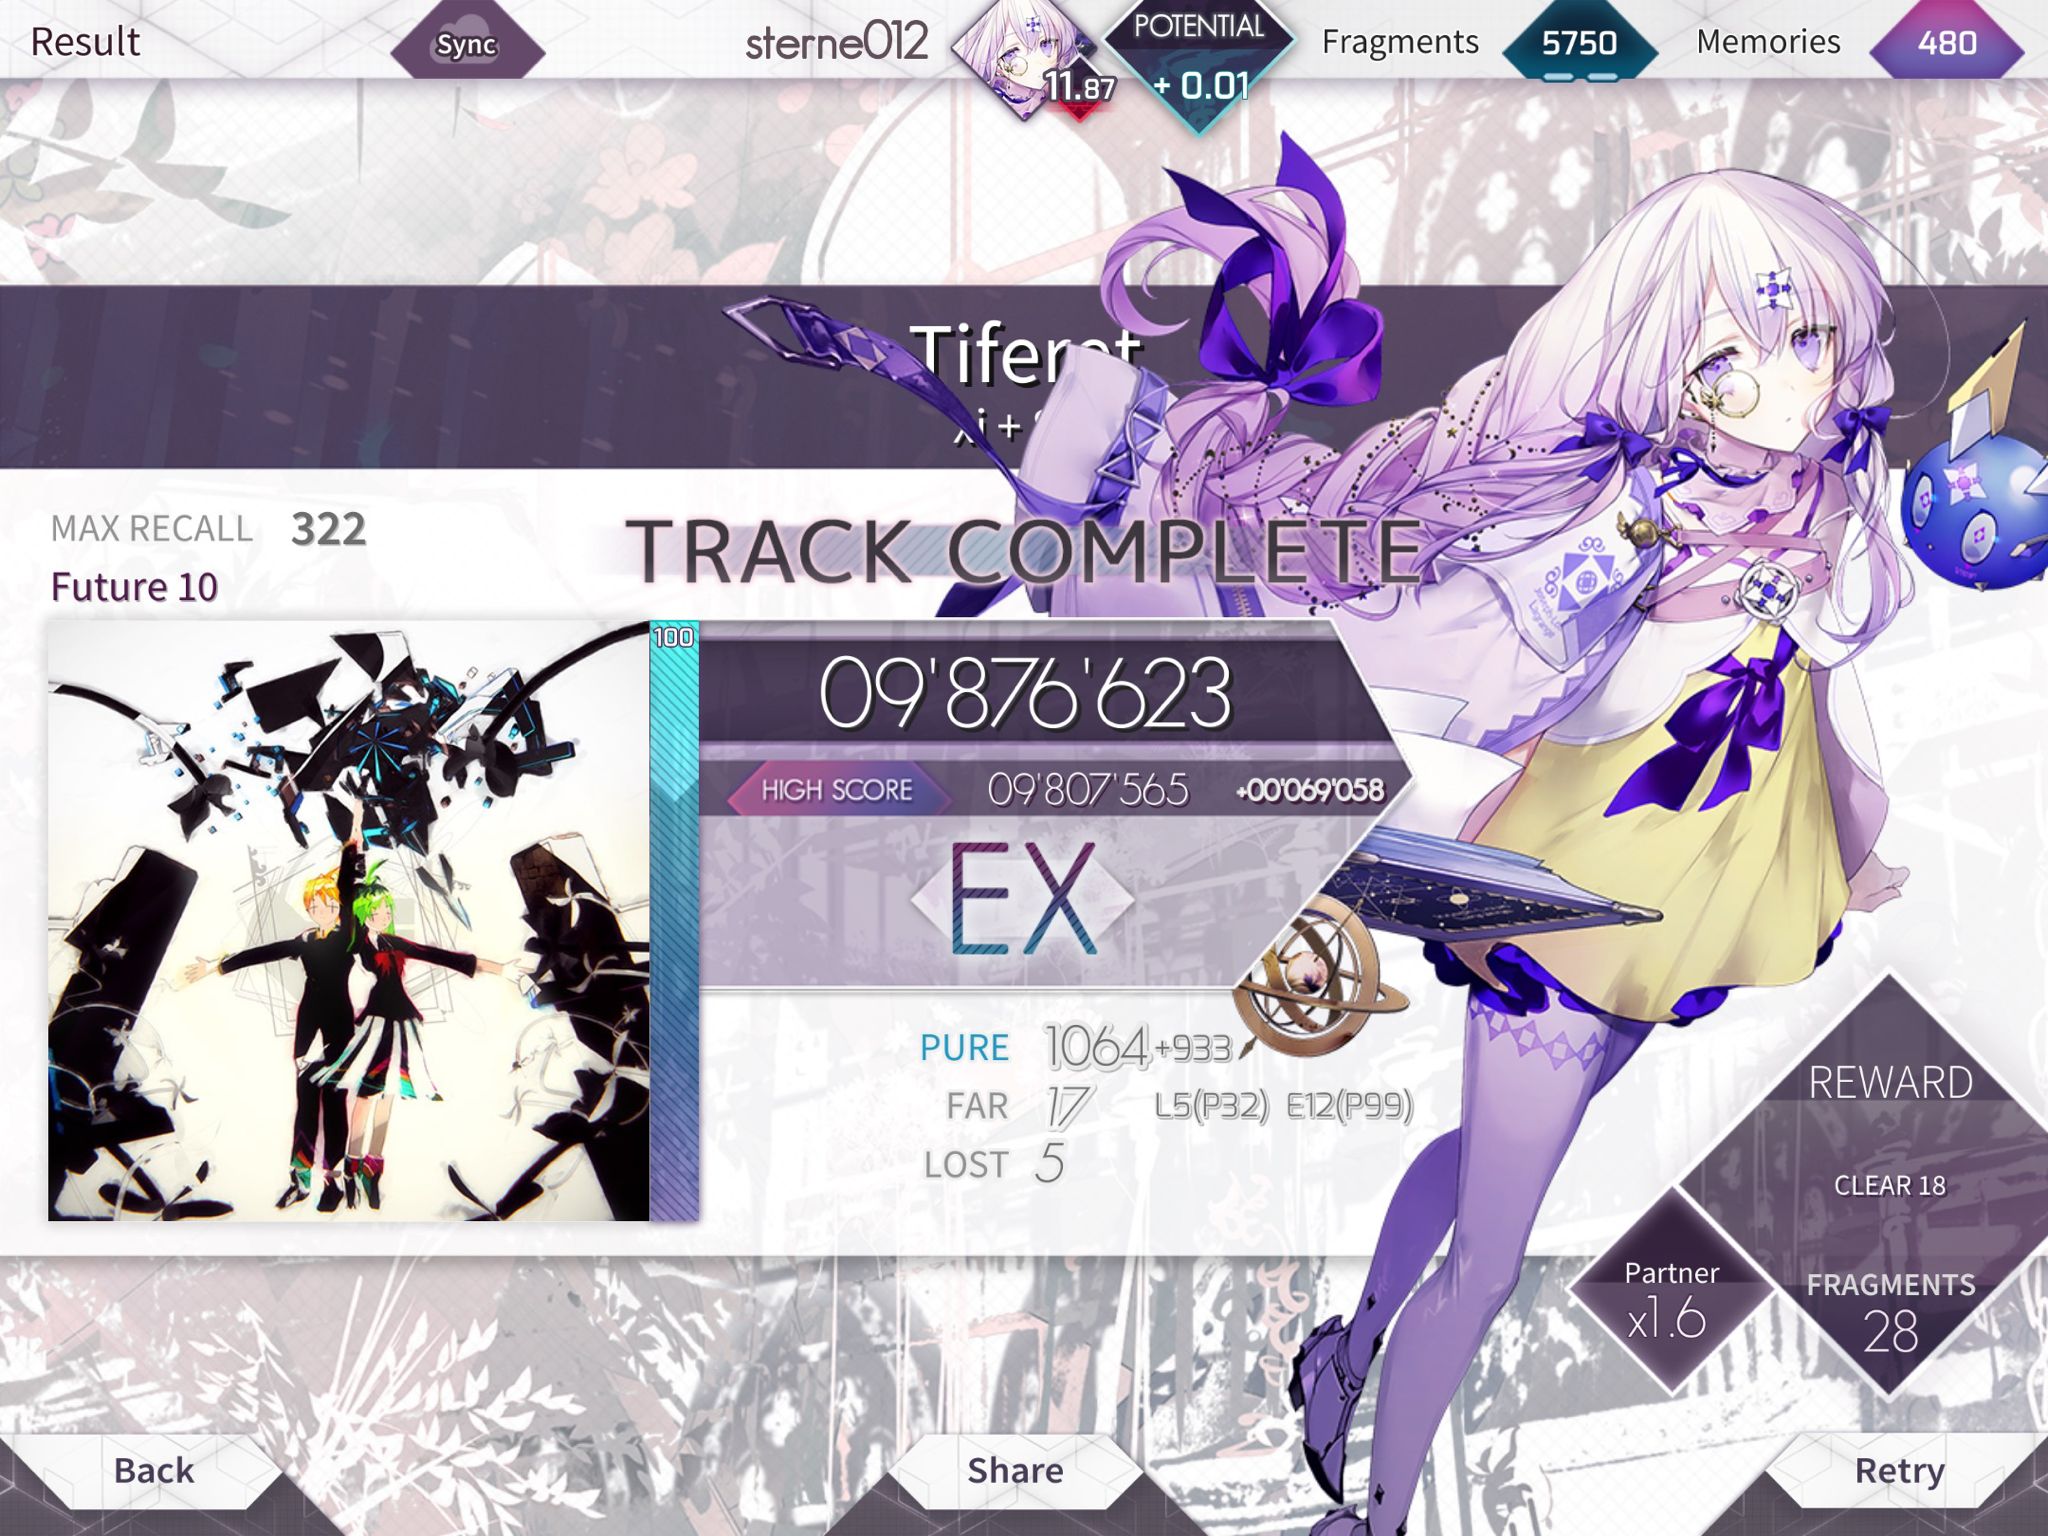 Result
Sync
sterne012
11.87
POTENTIAL
+ 0.01
Fragments
5750
Memories
480
xi +
MAX RECALL 322
Future 10
TRACK COMPLETE
100
09'876'623
HIGH SCORE 09'807'565 +00'069'058
EX
PURE 1064 +933
FAR 17 L5(P32) E12(P99)
LOST 5
REWARD
CLEAR 18
Partner
x1.6
FRAGMENTS
28
Back
Share
Retry